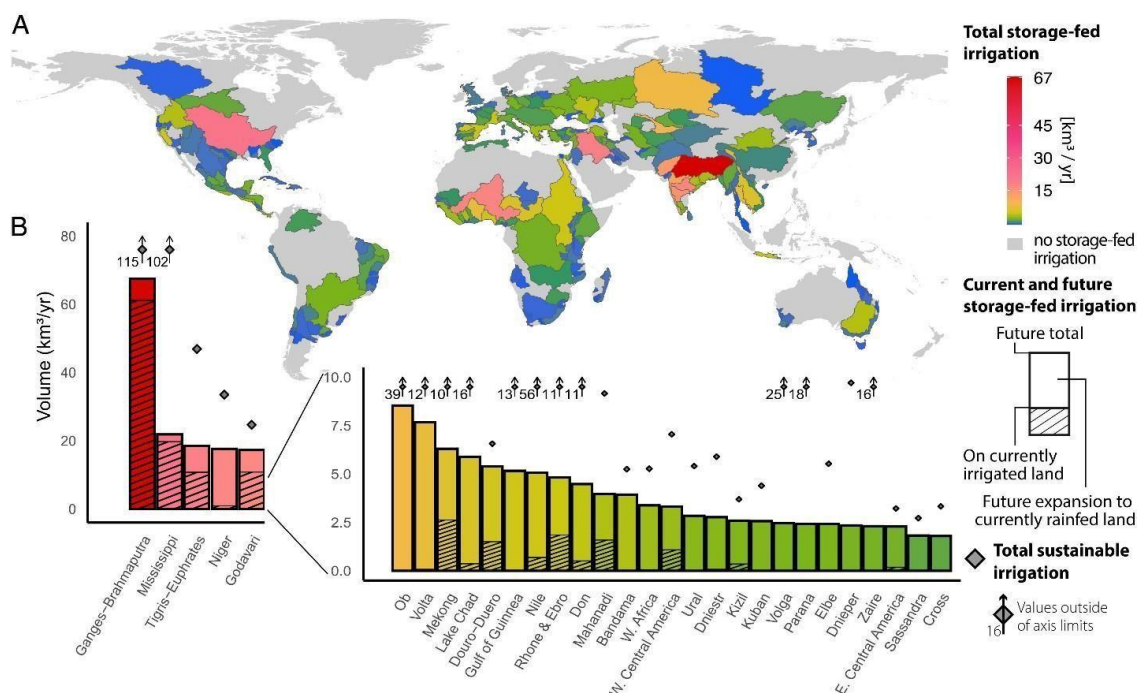 A
Total storage-fed
irrigation
67
45
30
15
[km³ / yr]
no storage-fed
irrigation
B
80
60
40
20
0
Volume (km³/yr)
115
102
Ganges–Brahmaputra
Mississippi
Tigris–Euphrates
Niger
Godavari
10.0
7.5
5.0
2.5
0.0
39
12
10
16
13
56
11
11
25
18
16
Ob
Volta
Mekong
Lake Chad
Douro–Duero
Gulf of Guinnea
Nile
Rhone & Ebro
Don
Mahanadi
Bandama
W. Africa
W. Central America
Ural
Dniestr
Kizil
Kuban
Volga
Parana
Elbe
Dnieper
Zaire
E. Central America
Sassandra
Cross
Current and future
storage-fed irrigation
Future total
On currently
irrigated land
Future expansion to
currently rainfed land
Total sustainable
irrigation
16
Values outside
of axis limits